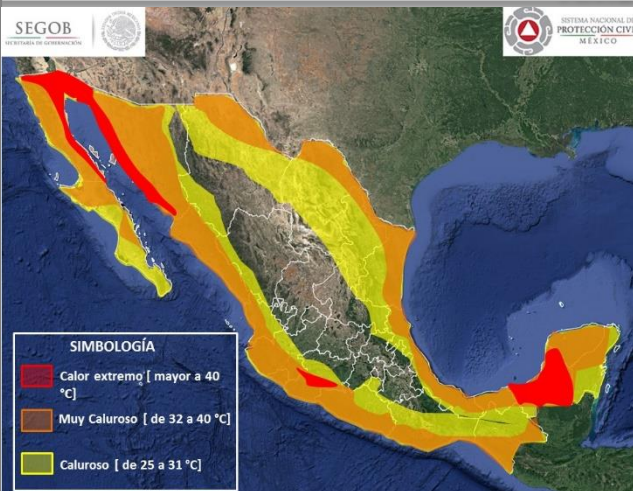 SEGOB
SECRETARÍA DE GOBERNACIÓN
SISTEMA NACIONAL DE
PROTECCIÓN CIVIL
MÉXICO
SIMBOLOGÍA
Calor extremo [ mayor a 40
°C]
Muy Caluroso [ de 32 a 40 °C]
Caluroso [ de 25 a 31 °C]